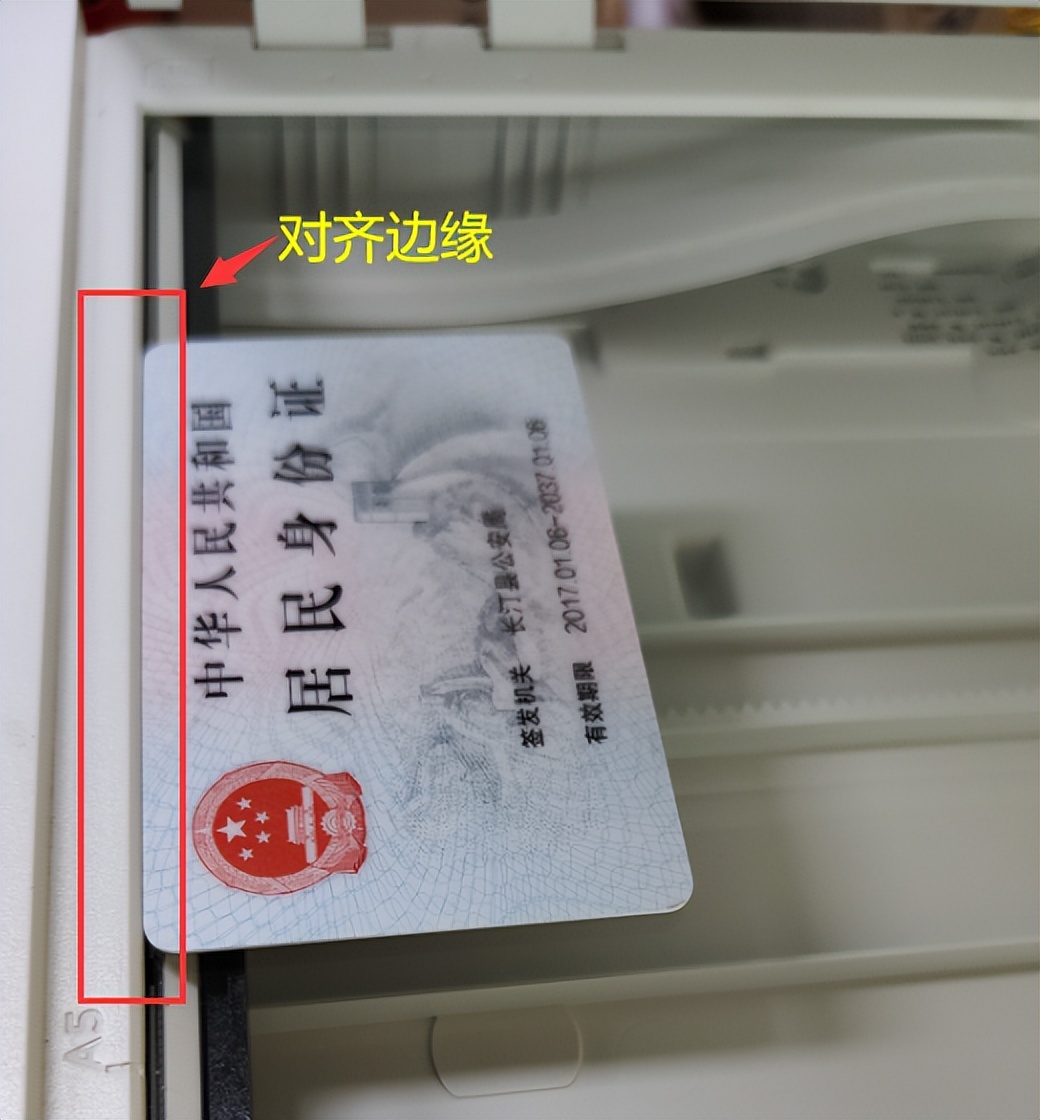 对齐边缘
中华人民共和国
居民身份证
签发机关 长汀县公安局
有效期限 2017.01.06-2037.01.06
A5